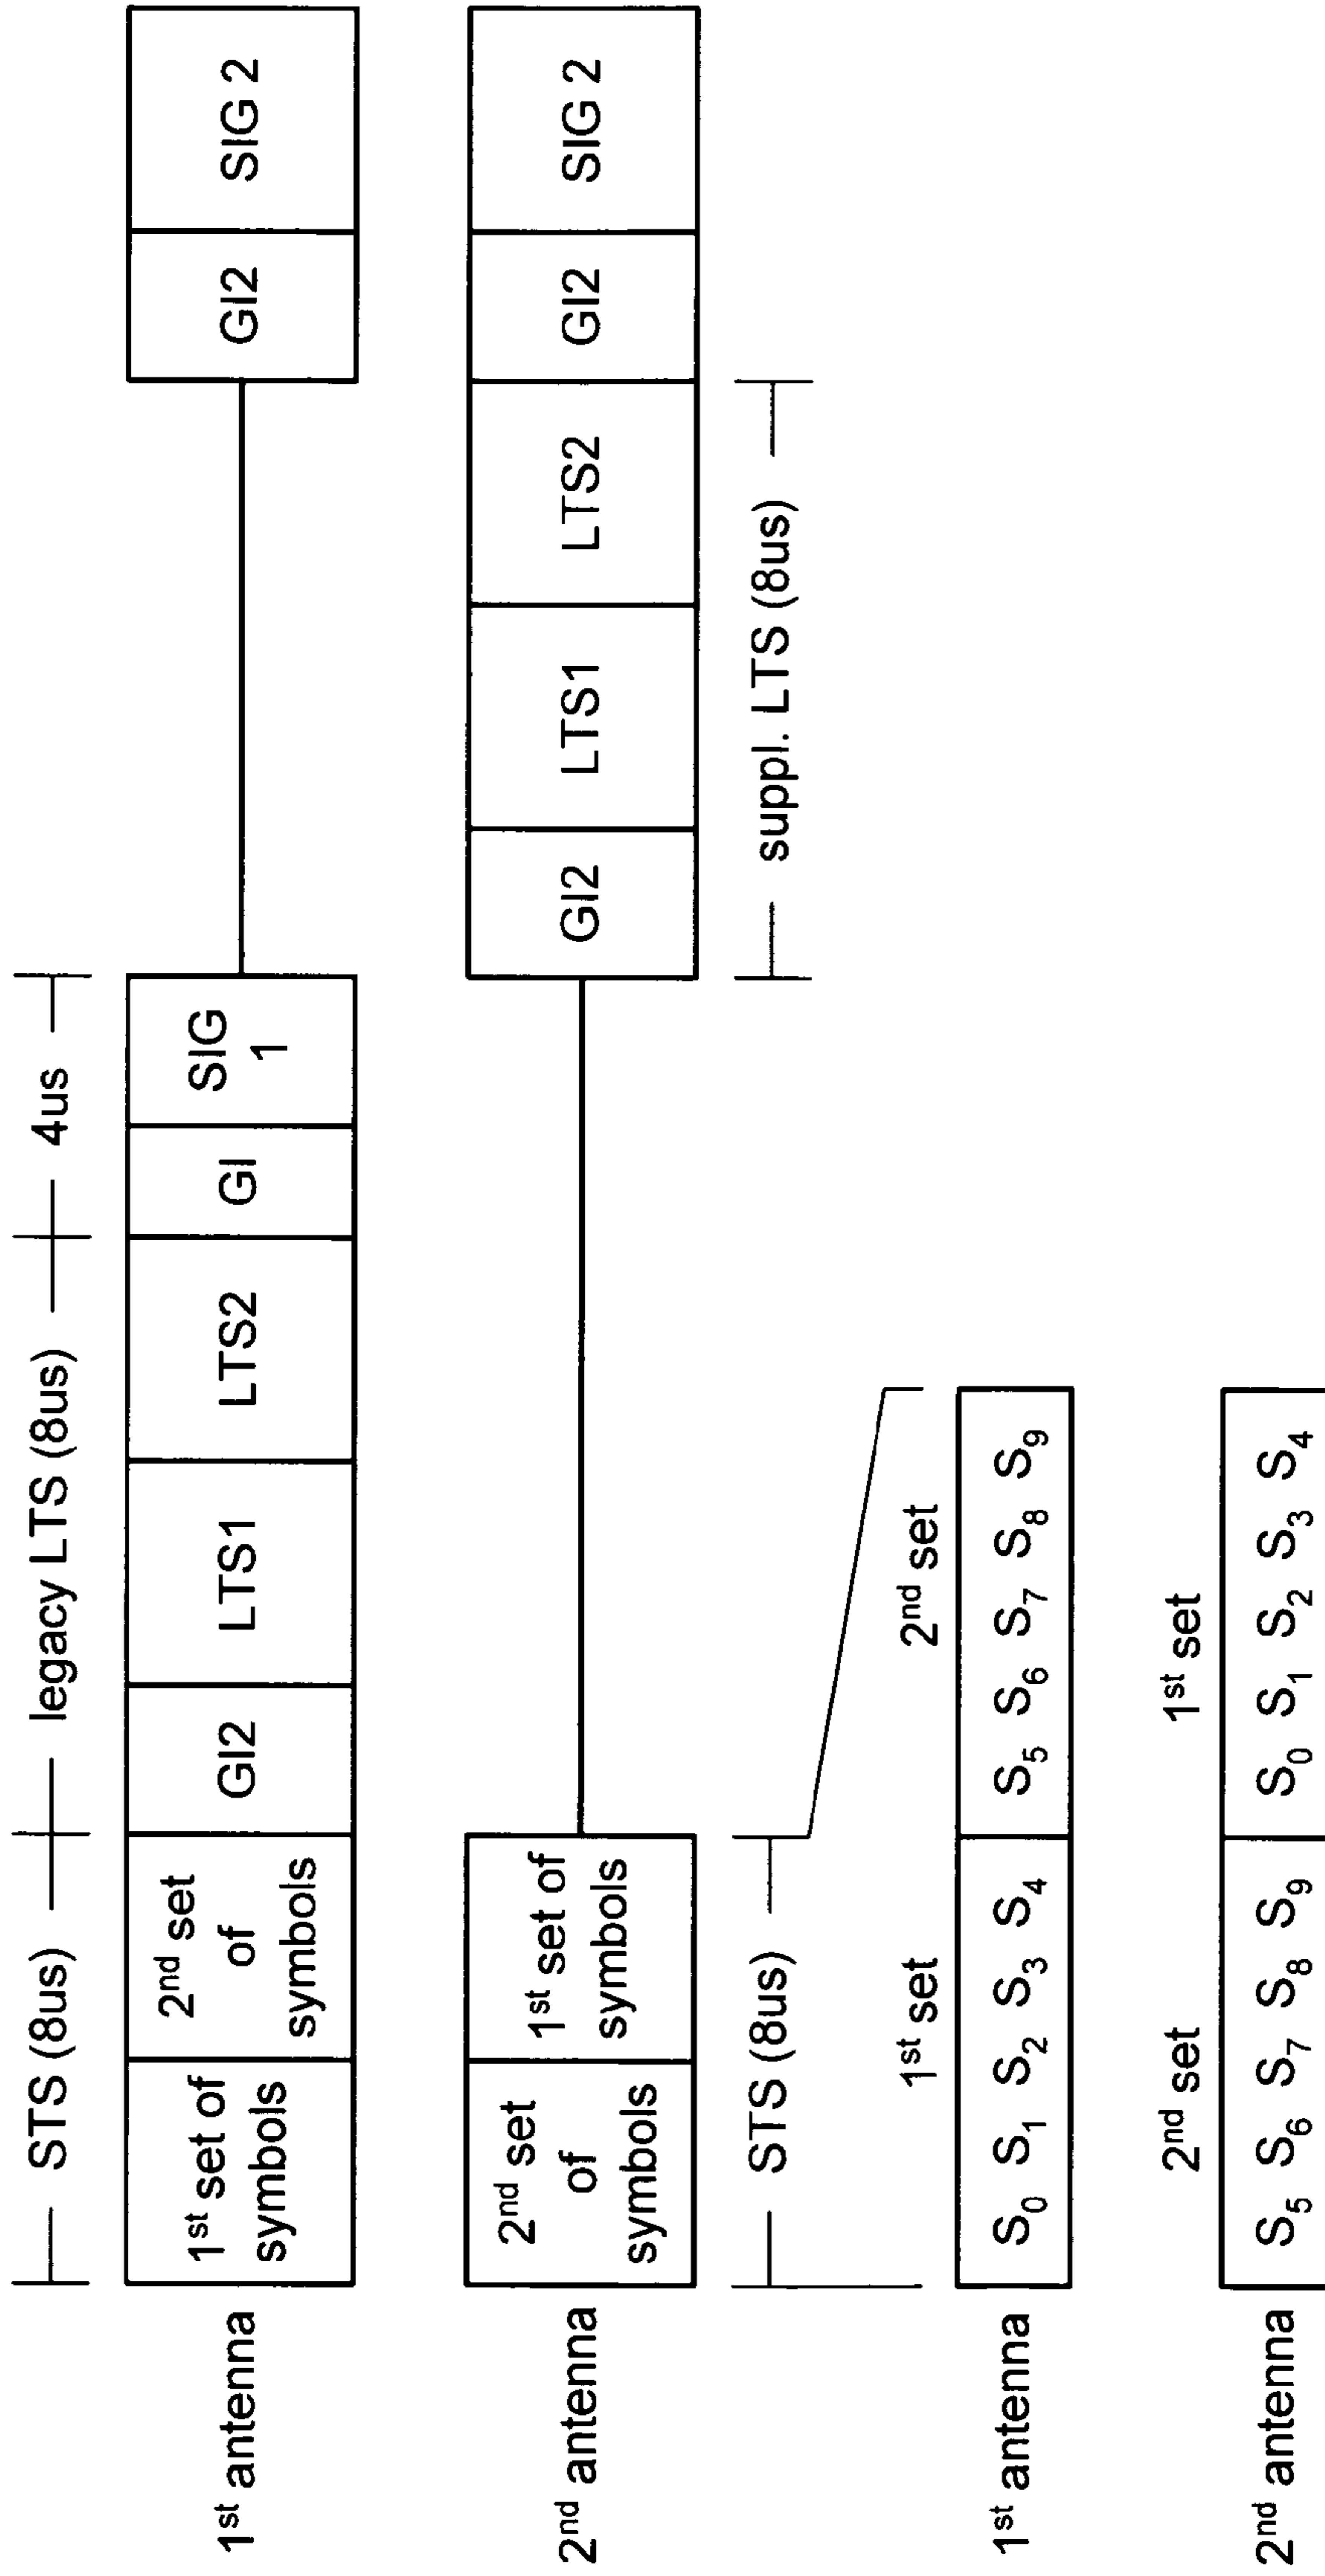 STS (8us) legacy LTS (8us) 4us
1st antenna
1st set of
symbols
2nd set
of
symbols
GI2
LTS1
LTS2
GI
SIG
1
GI2
SIG 2
2nd antenna
2nd set
of
symbols
1st set of
symbols
GI2
LTS1
LTS2
GI2
SIG 2
STS (8us)
suppl. LTS (8us)
1st set
2nd set
1st antenna
S0 S1 S2 S3 S4
S5 S6 S7 S8 S9
2nd set
1st set
2nd antenna
S5 S6 S7 S8 S9
S0 S1 S2 S3 S4